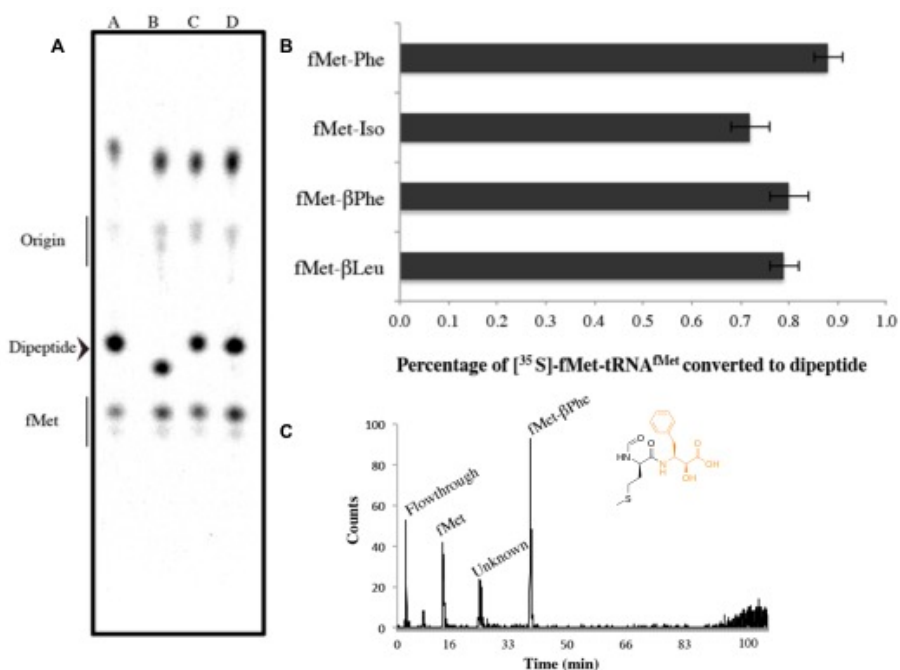 A
A B C D
Origin
Dipeptide
fMet
B
fMet-Phe
fMet-Iso
fMet-βPhe
fMet-βLeu
0.0 0.1 0.2 0.3 0.4 0.5 0.6 0.7 0.8 0.9 1.0
Percentage of [³⁵S]-fMet-tRNAᶠᴹᵉᵗ converted to dipeptide
C
Counts
100
80
60
40
20
0
Flowthrough
fMet
Unknown
fMet-βPhe
O
N
H
O
N
H
O
OH
OH
S
0 16 33 50 66 83 100
Time (min)